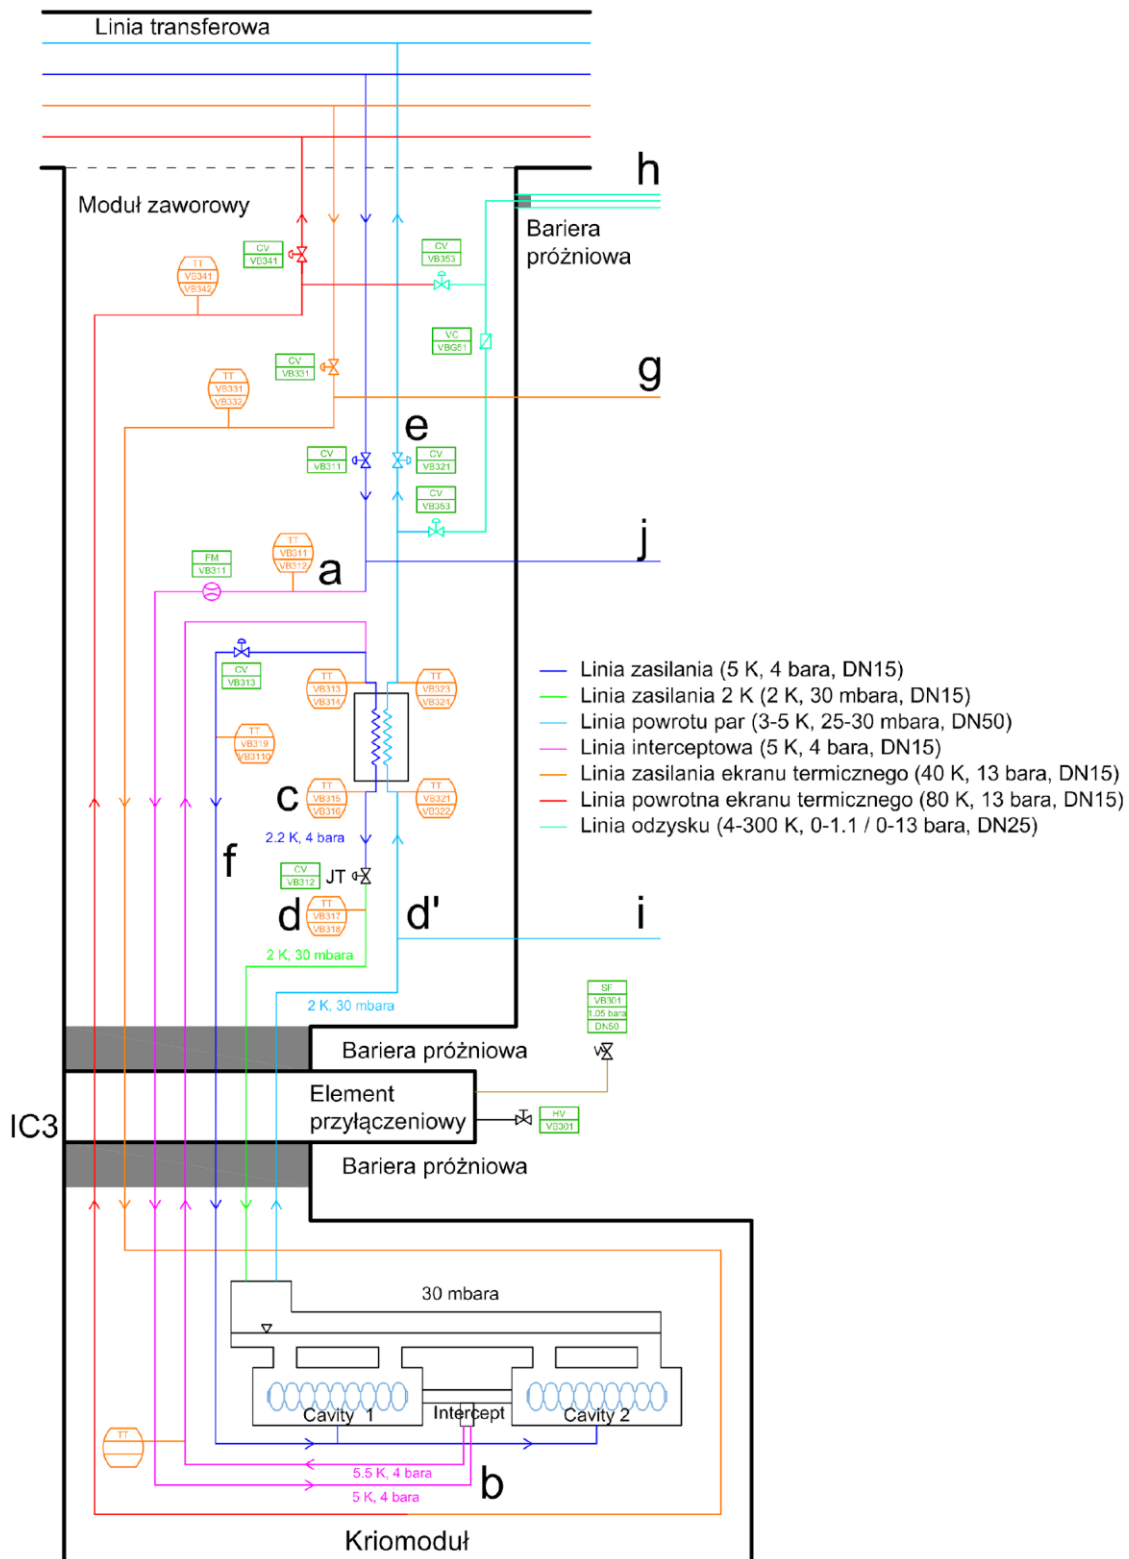 Linia transferowa
h
Moduł zaworowy
Bariera
próżniowa
CV
VB341
CV
VB353
TT
VB341
VB342
VC
VBG51
CV
VB331
g
TT
VB331
VB332
e
CV
VB311
CV
VB321
CV
VB353
j
TT
VB311
VB312
FM
VB311
a
CV
VB313
TT
VB313
VB314
TT
VB323
VB324
Linia zasilania (5 K, 4 bara, DN15)
Linia zasilania 2 K (2 K, 30 mbara, DN15)
Linia powrotu par (3-5 K, 25-30 mbara, DN50)
Linia interceptowa (5 K, 4 bara, DN15)
Linia zasilania ekranu termicznego (40 K, 13 bara, DN15)
Linia powrotna ekranu termicznego (80 K, 13 bara, DN15)
Linia odzysku (4-300 K, 0-1.1 / 0-13 bara, DN25)
TT
VB319
VB3110
c
TT
VB315
VB316
TT
VB321
VB322
2.2 K, 4 bara
f
CV
VB312
JT
d
TT
VB317
VB318
d'
i
2 K, 30 mbara
2 K, 30 mbara
SF
VB301
1.05 bara
DN50
Bariera próżniowa
Element
przyłączeniowy
HV
VB301
IC3
Bariera próżniowa
30 mbara
Cavity 1
Intercept
Cavity 2
TT
5.5 K, 4 bara
5 K, 4 bara
b
Kriomoduł